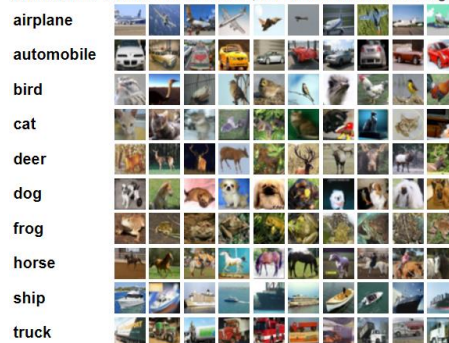 airplane
automobile
bird
cat
deer
dog
frog
horse
ship
truck